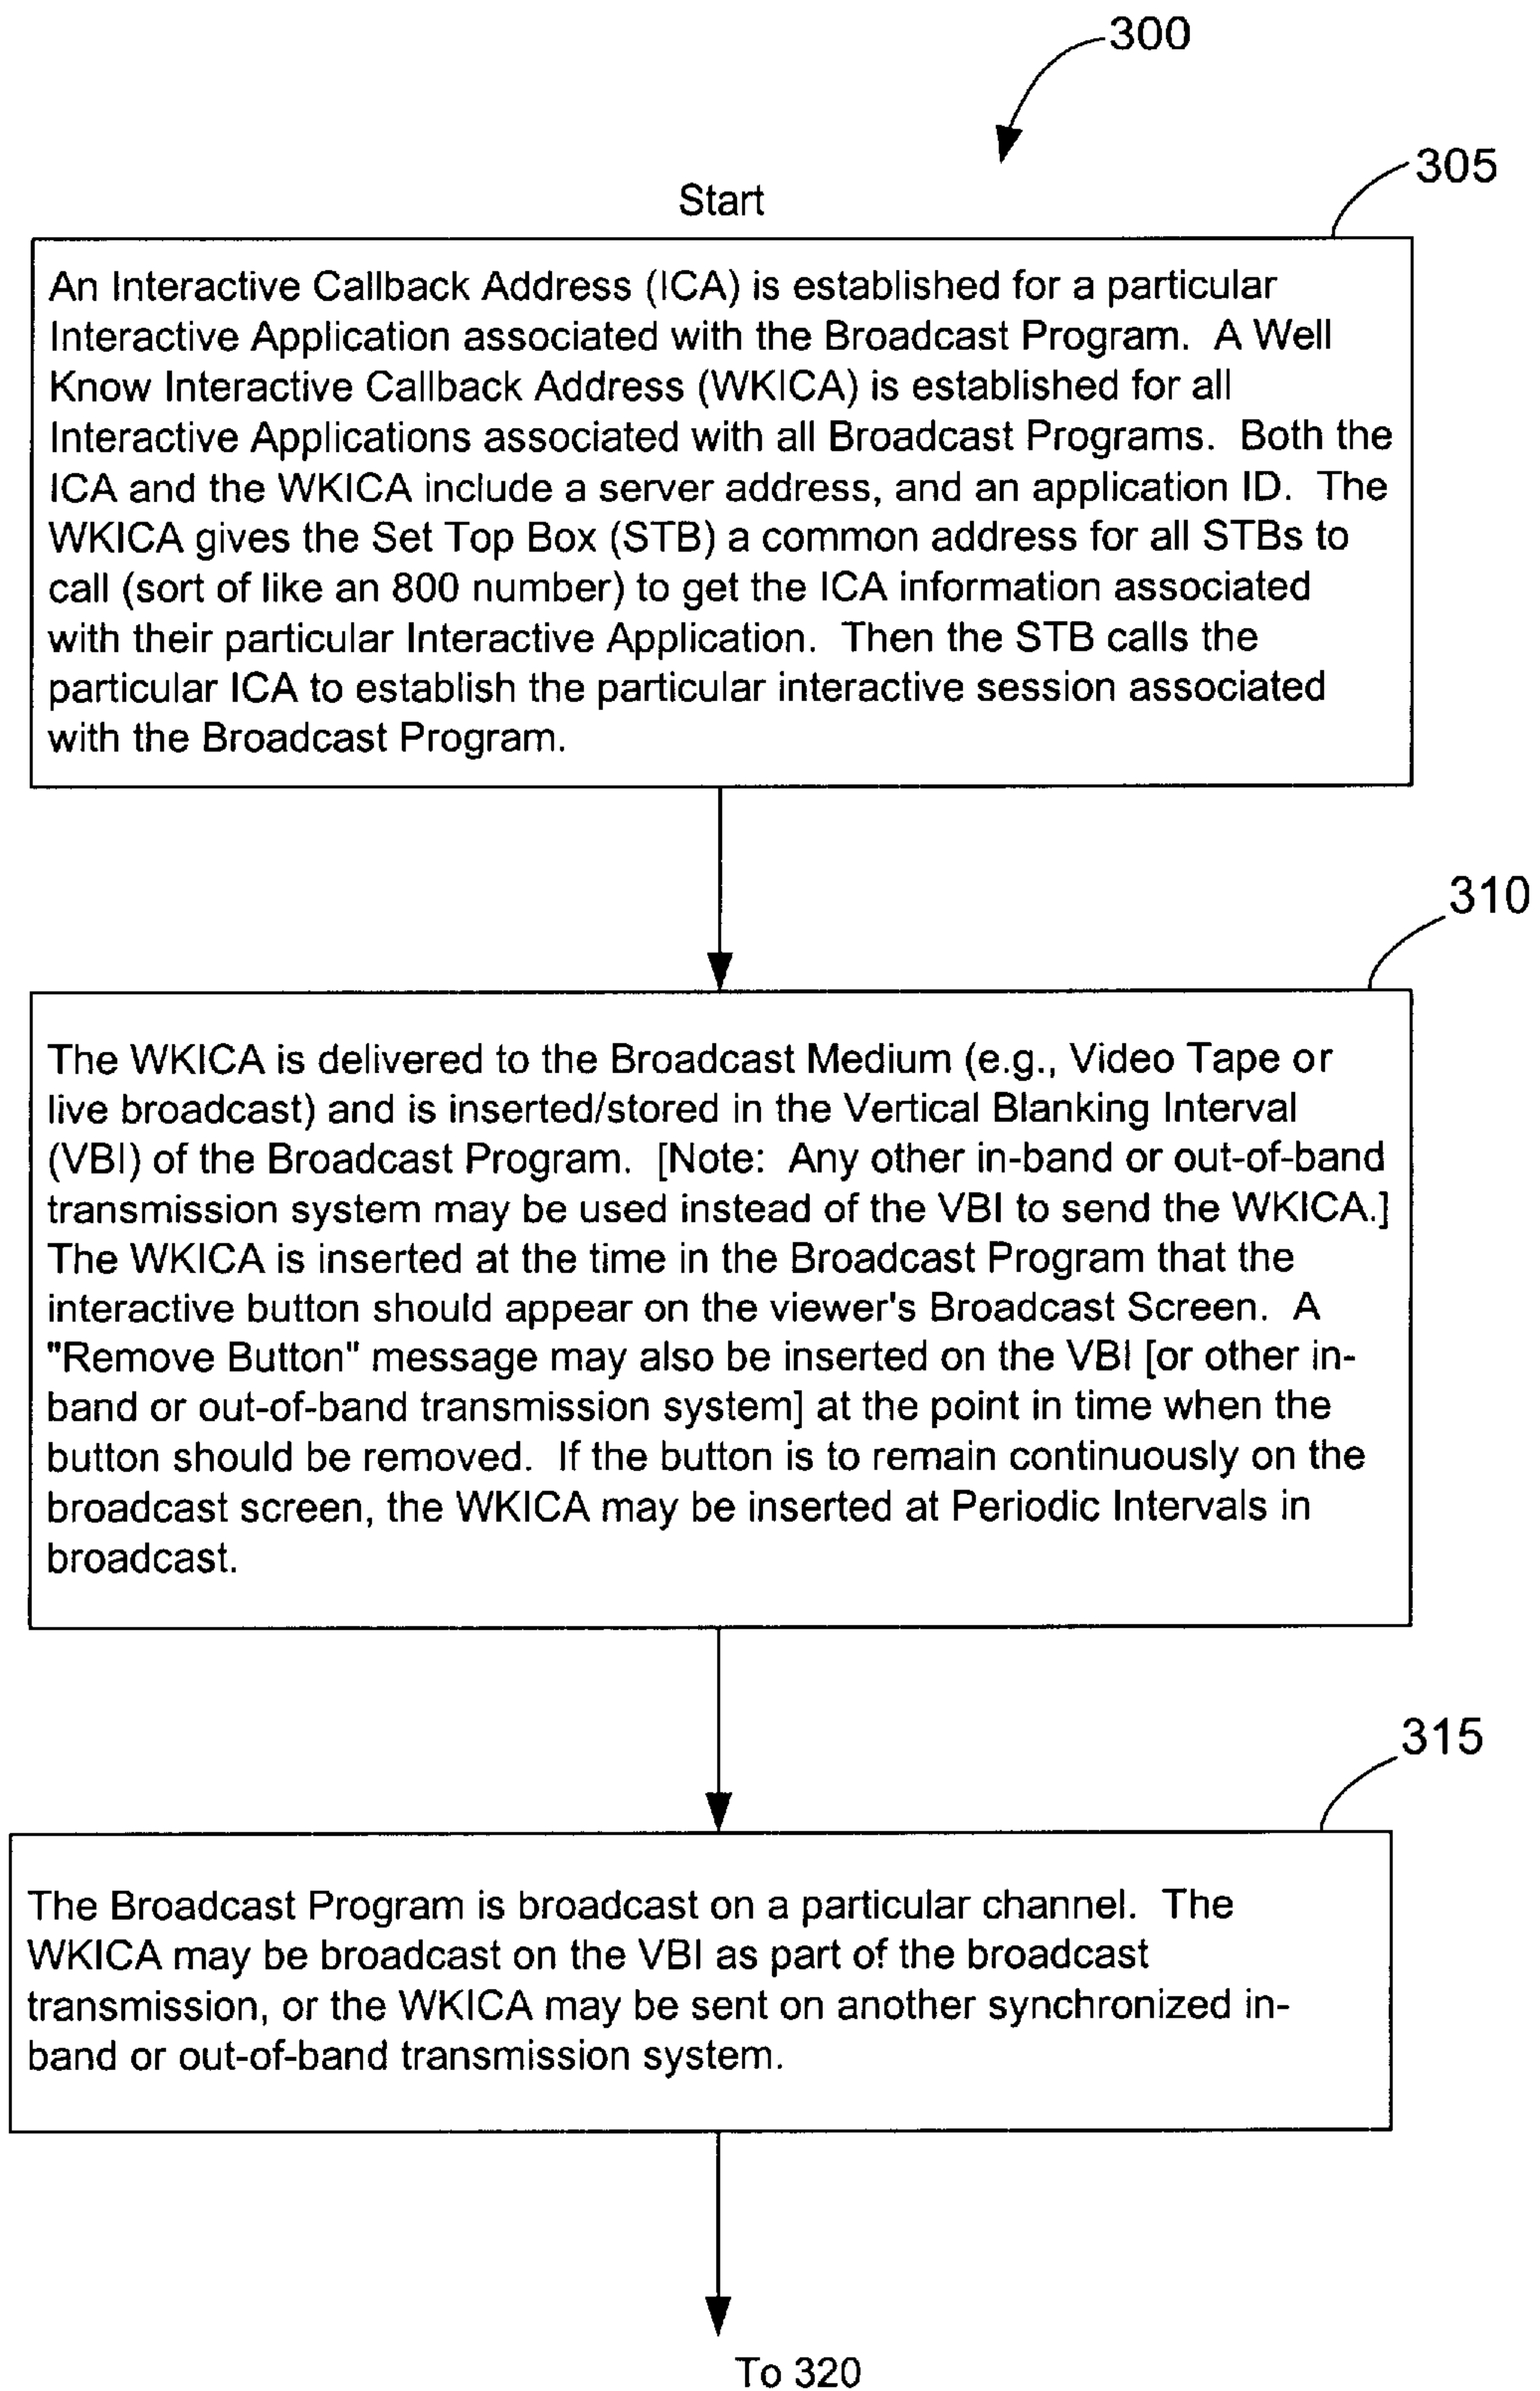 300
305
Start
An Interactive Callback Address (ICA) is established for a particular
Interactive Application associated with the Broadcast Program.  A Well
Know Interactive Callback Address (WKICA) is established for all
Interactive Applications associated with all Broadcast Programs.  Both the
ICA and the WKICA include a server address, and an application ID.  The
WKICA gives the Set Top Box (STB) a common address for all STBs to
call (sort of like an 800 number) to get the ICA information associated
with their particular Interactive Application.  Then the STB calls the
particular ICA to establish the particular interactive session associated
with the Broadcast Program.
310
The WKICA is delivered to the Broadcast Medium (e.g., Video Tape or
live broadcast) and is inserted/stored in the Vertical Blanking Interval
(VBI) of the Broadcast Program.  [Note:  Any other in-band or out-of-band
transmission system may be used instead of the VBI to send the WKICA.]
The WKICA is inserted at the time in the Broadcast Program that the
interactive button should appear on the viewer's Broadcast Screen.  A
"Remove Button" message may also be inserted on the VBI [or other in-
band or out-of-band transmission system] at the point in time when the
button should be removed.  If the button is to remain continuously on the
broadcast screen, the WKICA may be inserted at Periodic Intervals in
broadcast.
315
The Broadcast Program is broadcast on a particular channel.  The
WKICA may be broadcast on the VBI as part of the broadcast
transmission, or the WKICA may be sent on another synchronized in-
band or out-of-band transmission system.
To 320